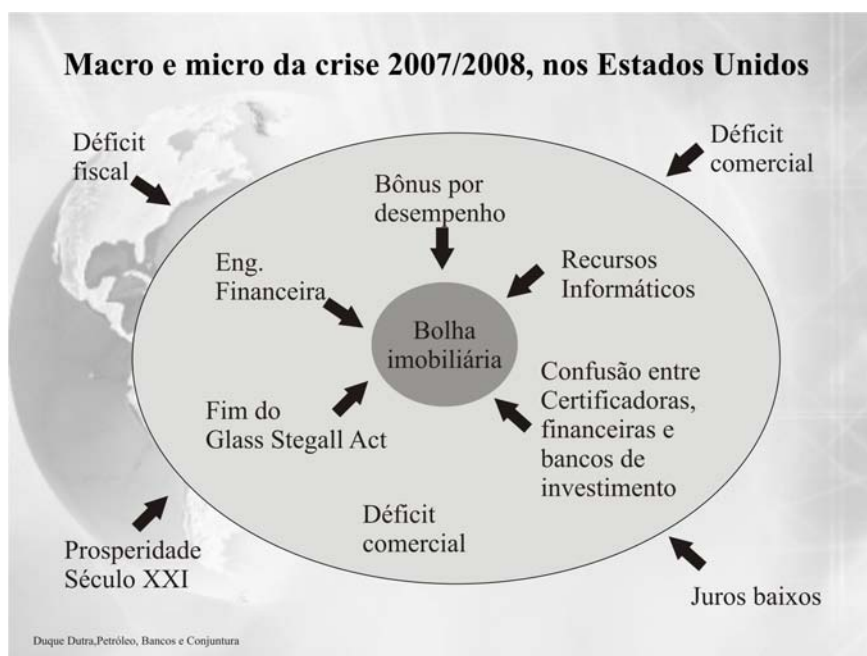 Macro e micro da crise 2007/2008, nos Estados Unidos
Déficit
fiscal
Déficit
comercial
Bônus por
desempenho
Eng.
Financeira
Recursos
Informáticos
Bolha
imobiliária
Fim do
Glass Stegall Act
Confusão entre
Certificadoras,
financeiras e
bancos de
investimento
Déficit
comercial
Prosperidade
Século XXI
Juros baixos
Duque Dutra,Petróleo, Bancos e Conjuntura